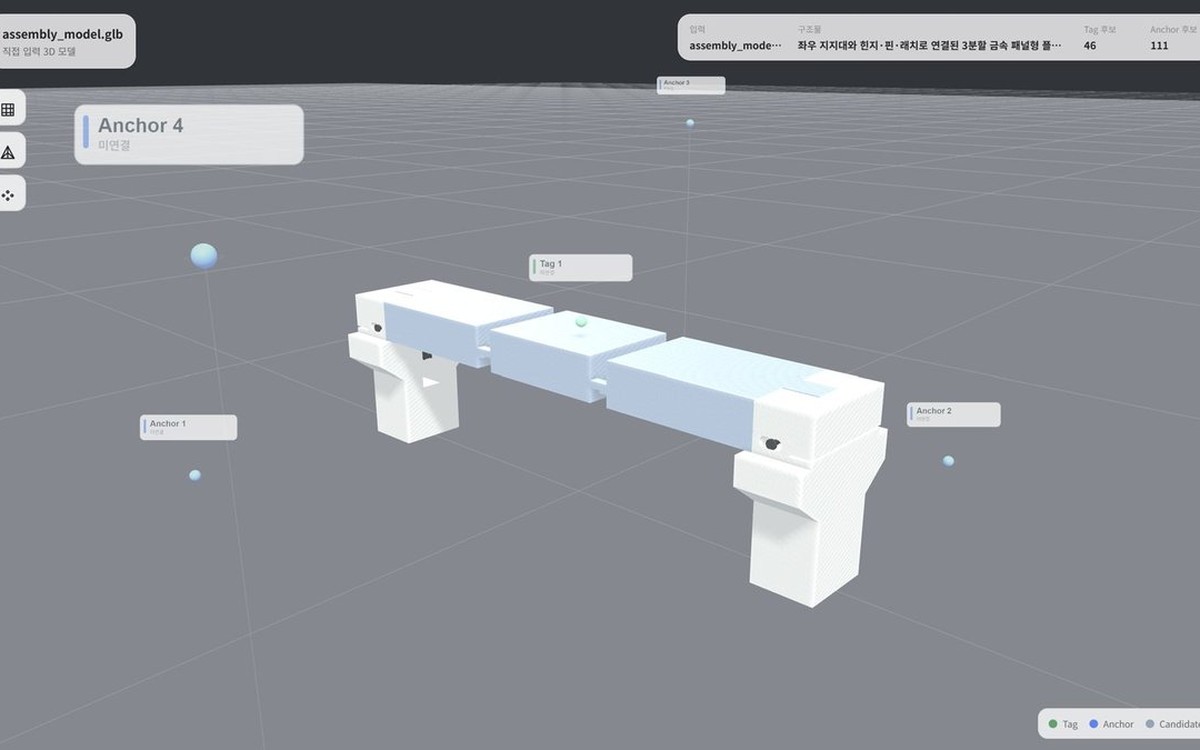 assembly_model.glb
직접 입력 3D 모델
입력
assembly_mode…
구조물
좌우 지지대와 힌지·핀·래치로 연결된 3분할 금속 패널형 플…
Tag 후보
46
Anchor 후보
111
Anchor 3
Anchor 4
미연결
Tag 1
Anchor 1
미연결
Anchor 2
Tag
Anchor